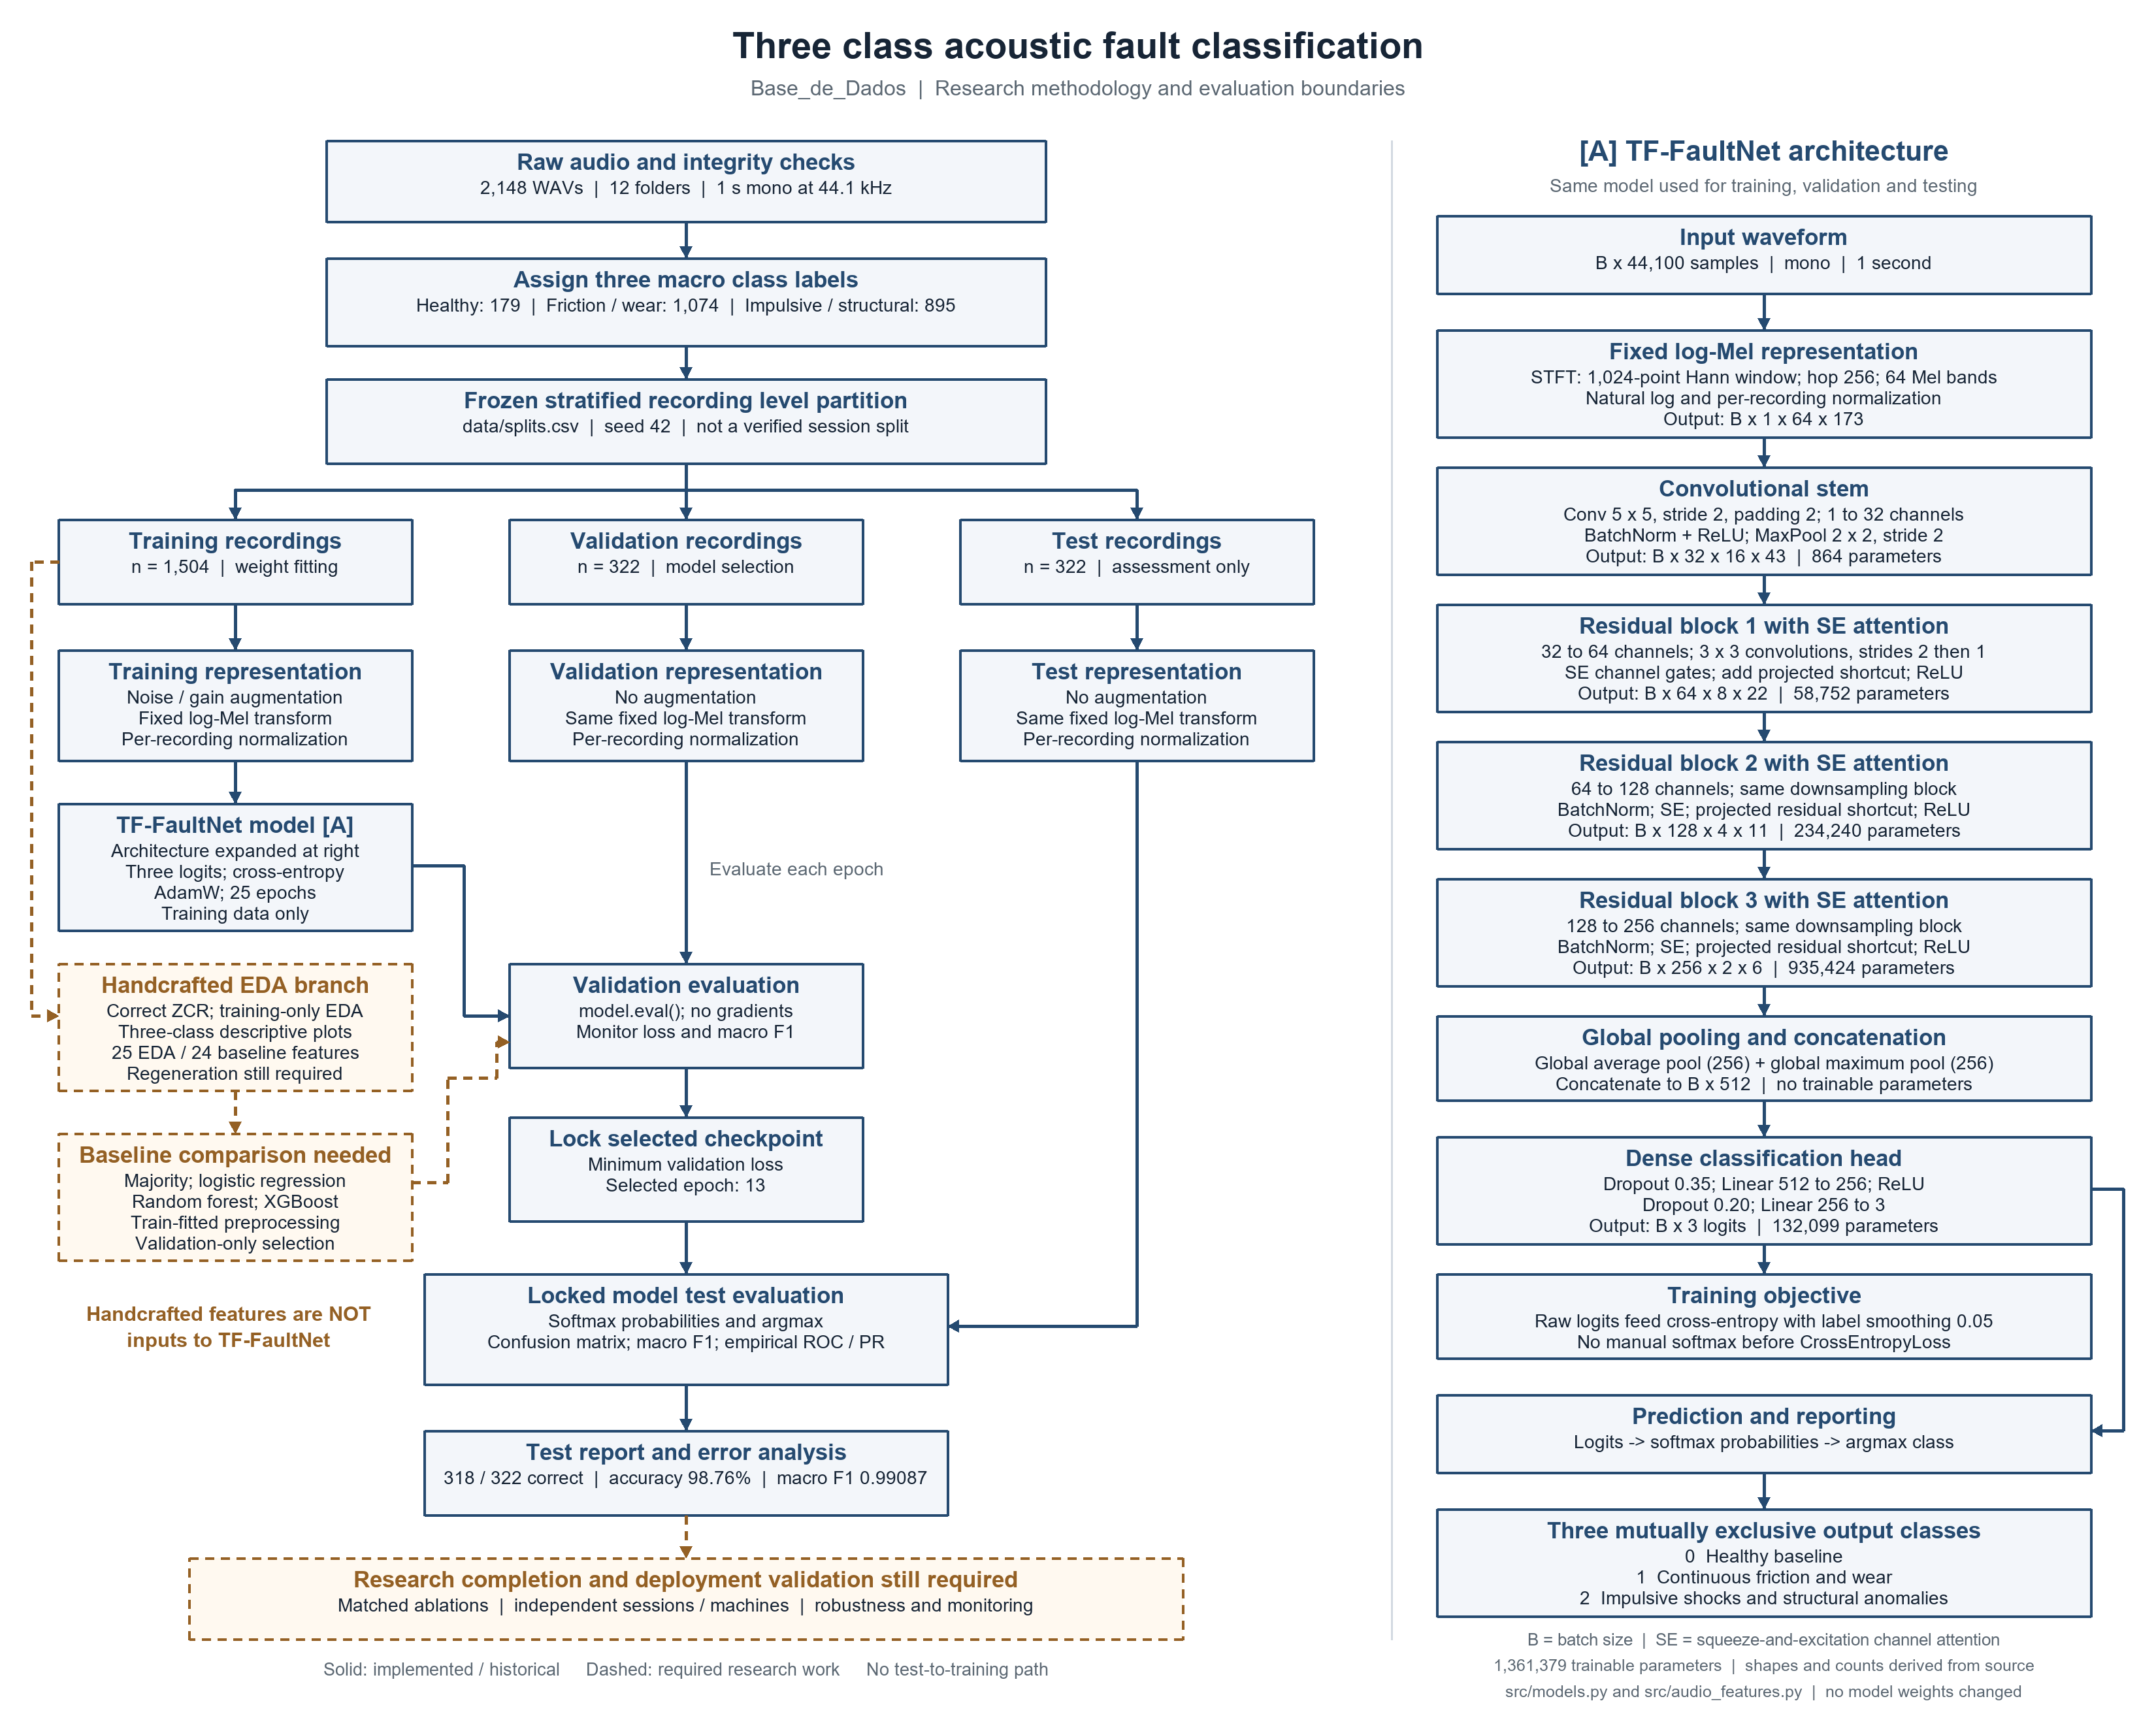 Three class acoustic fault classification
Base_de_Dados | Research methodology and evaluation boundaries
Raw audio and integrity checks
2,148 WAVs | 12 folders | 1 s mono at 44.1 kHz
Assign three macro class labels
Healthy: 179 | Friction / wear: 1,074 | Impulsive / structural: 895
Frozen stratified recording level partition
data/splits.csv | seed 42 | not a verified session split
Training recordings
n = 1,504 | weight fitting
Validation recordings
n = 322 | model selection
Test recordings
n = 322 | assessment only
Training representation
Noise / gain augmentation
Fixed log-Mel transform
Per-recording normalization
Validation representation
No augmentation
Same fixed log-Mel transform
Per-recording normalization
Test representation
No augmentation
Same fixed log-Mel transform
Per-recording normalization
TF-FaultNet model [A]
Architecture expanded at right
Three logits; cross-entropy
AdamW; 25 epochs
Training data only
Evaluate each epoch
Handcrafted EDA branch
Correct ZCR; training-only EDA
Three-class descriptive plots
25 EDA / 24 baseline features
Regeneration still required
Validation evaluation
model.eval(); no gradients
Monitor loss and macro F1
Baseline comparison needed
Majority; logistic regression
Random forest; XGBoost
Train-fitted preprocessing
Validation-only selection
Lock selected checkpoint
Minimum validation loss
Selected epoch: 13
Handcrafted features are NOT
inputs to TF-FaultNet
Locked model test evaluation
Softmax probabilities and argmax
Confusion matrix; macro F1; empirical ROC / PR
Test report and error analysis
318 / 322 correct | accuracy 98.76% | macro F1 0.99087
Research completion and deployment validation still required
Matched ablations | independent sessions / machines | robustness and monitoring
Solid: implemented / historical Dashed: required research work No test-to-training path
[A] TF-FaultNet architecture
Same model used for training, validation and testing
Input waveform
B x 44,100 samples | mono | 1 second
Fixed log-Mel representation
STFT: 1,024-point Hann window; hop 256; 64 Mel bands
Natural log and per-recording normalization
Output: B x 1 x 64 x 173
Convolutional stem
Conv 5 x 5, stride 2, padding 2; 1 to 32 channels
BatchNorm + ReLU; MaxPool 2 x 2, stride 2
Output: B x 32 x 16 x 43 | 864 parameters
Residual block 1 with SE attention
32 to 64 channels; 3 x 3 convolutions, strides 2 then 1
SE channel gates; add projected shortcut; ReLU
Output: B x 64 x 8 x 22 | 58,752 parameters
Residual block 2 with SE attention
64 to 128 channels; same downsampling block
BatchNorm; SE; projected residual shortcut; ReLU
Output: B x 128 x 4 x 11 | 234,240 parameters
Residual block 3 with SE attention
128 to 256 channels; same downsampling block
BatchNorm; SE; projected residual shortcut; ReLU
Output: B x 256 x 2 x 6 | 935,424 parameters
Global pooling and concatenation
Global average pool (256) + global maximum pool (256)
Concatenate to B x 512 | no trainable parameters
Dense classification head
Dropout 0.35; Linear 512 to 256; ReLU
Dropout 0.20; Linear 256 to 3
Output: B x 3 logits | 132,099 parameters
Training objective
Raw logits feed cross-entropy with label smoothing 0.05
No manual softmax before CrossEntropyLoss
Prediction and reporting
Logits -> softmax probabilities -> argmax class
Three mutually exclusive output classes
0 Healthy baseline
1 Continuous friction and wear
2 Impulsive shocks and structural anomalies
B = batch size | SE = squeeze-and-excitation channel attention
1,361,379 trainable parameters | shapes and counts derived from source
src/models.py and src/audio_features.py | no model weights changed